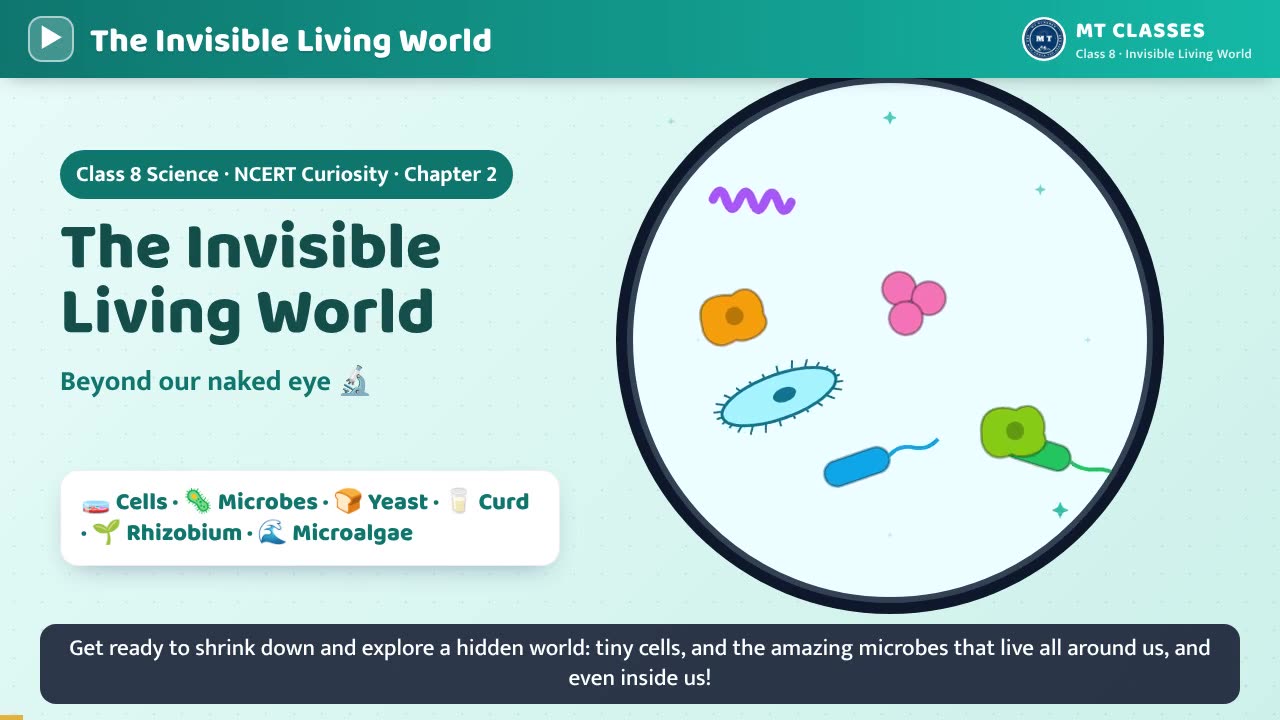 The Invisible Living World
MT
MT CLASSES
Class 8 · Invisible Living World
Class 8 Science · NCERT Curiosity · Chapter 2
The Invisible
Living World
Beyond our naked eye 🔬
🧫 Cells · 🦠 Microbes · 🍞 Yeast · 🥛 Curd
· 🌱 Rhizobium · 🌊 Microalgae
Get ready to shrink down and explore a hidden world: tiny cells, and the amazing microbes that live all around us, and
even inside us!